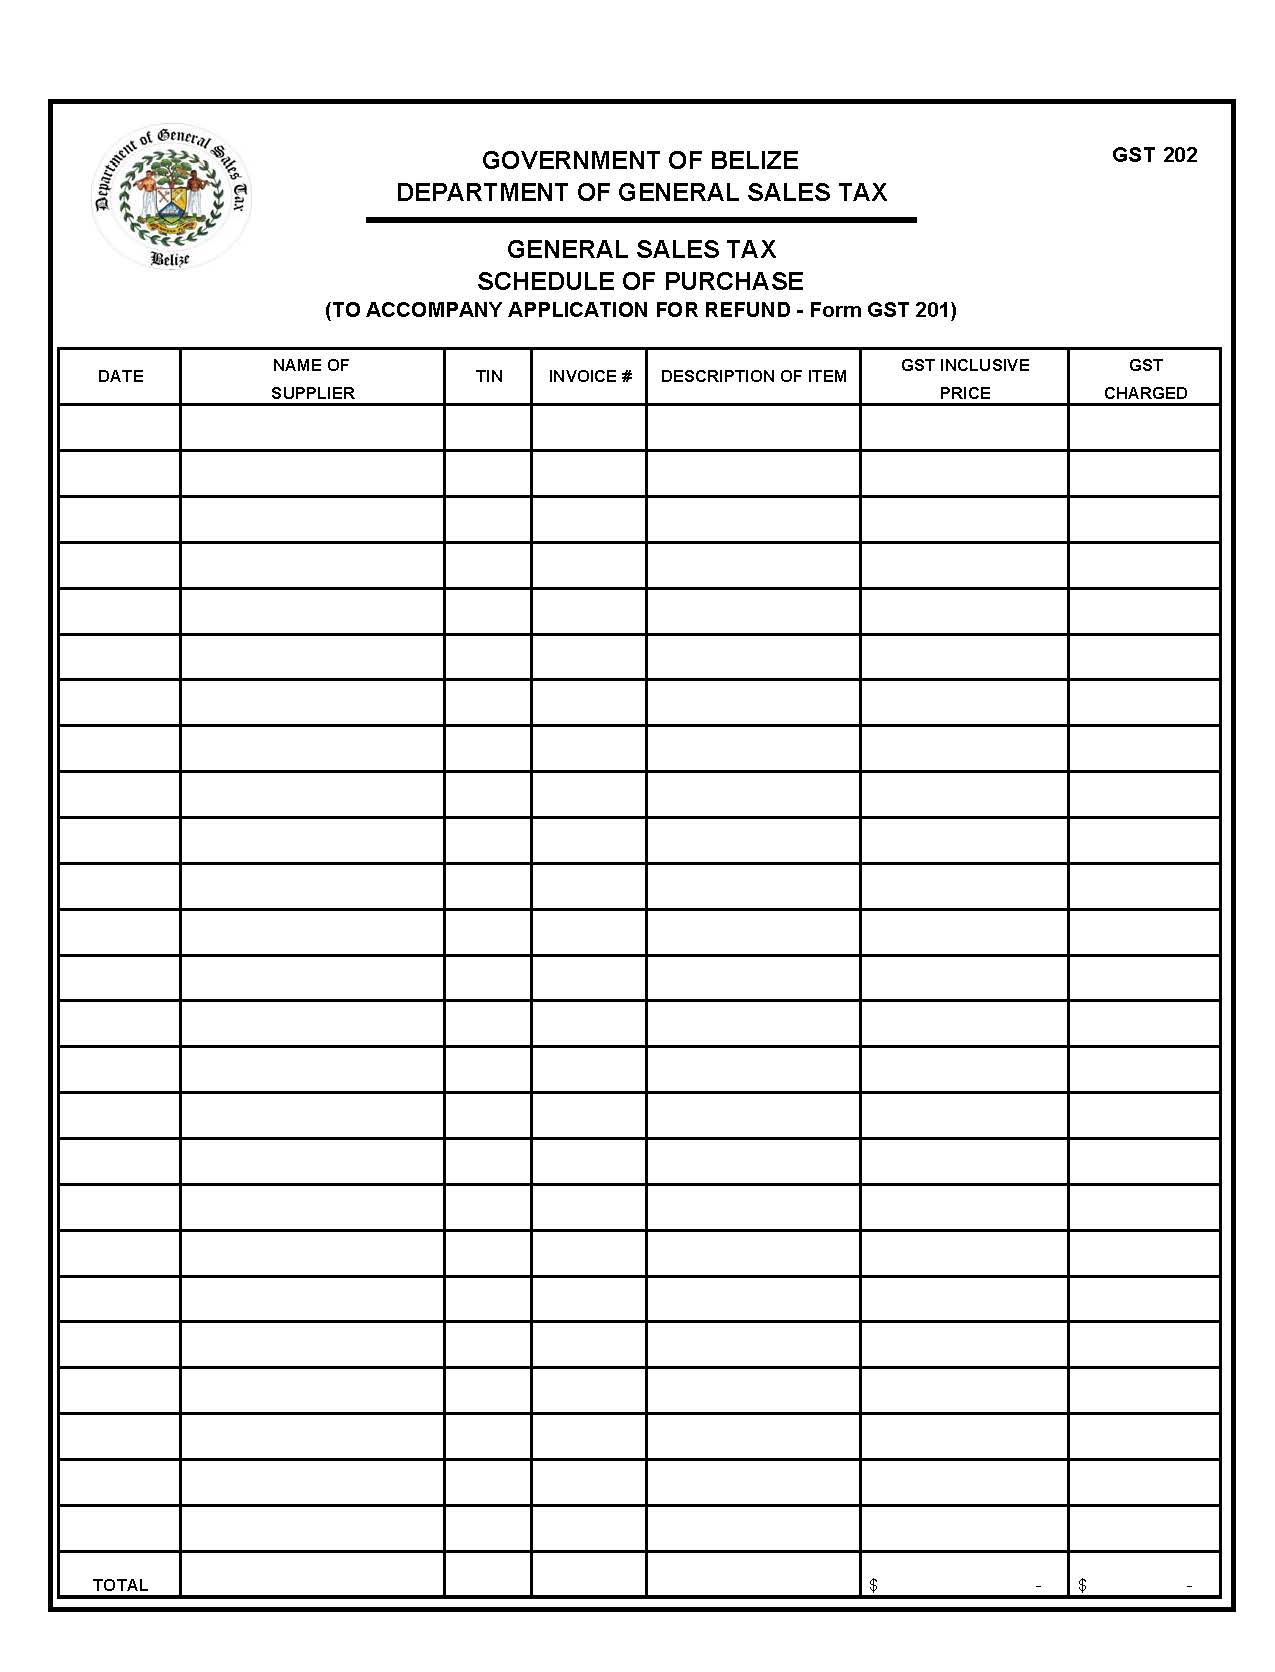 Department of General Sales Tax
Belize
GST 202
GOVERNMENT OF BELIZE
DEPARTMENT OF GENERAL SALES TAX
GENERAL SALES TAX
SCHEDULE OF PURCHASE
(TO ACCOMPANY APPLICATION FOR REFUND - Form GST 201)
DATE
NAME OF
SUPPLIER
TIN
INVOICE #
DESCRIPTION OF ITEM
GST INCLUSIVE
PRICE
GST
CHARGED
TOTAL
$ -
$ -